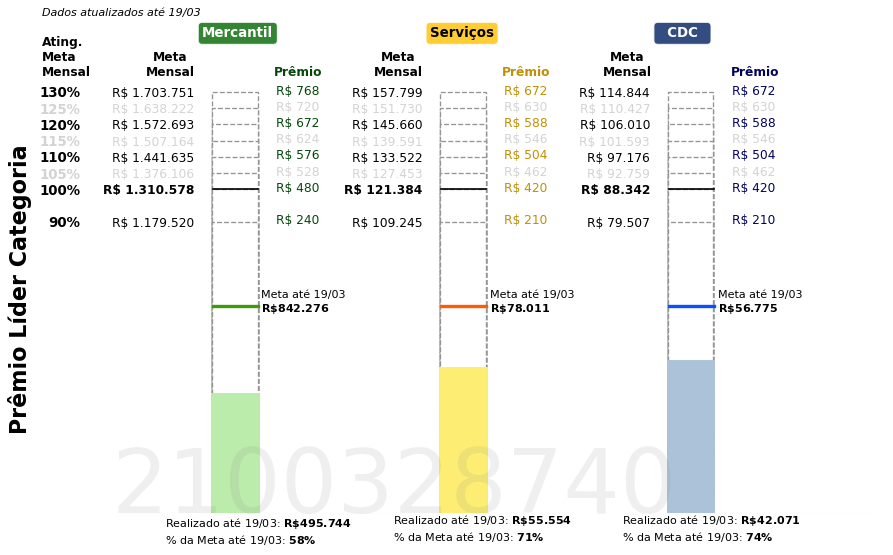 Dados atualizados até 19/03
Mercantil Serviços CDC
Ating. Meta Mensal Meta Mensal Prêmio Meta Mensal Prêmio Meta Mensal Prêmio
130% R$ 1.703.751 R$ 768 R$ 157.799 R$ 672 R$ 114.844 R$ 672
125% R$ 1.638.222 R$ 720 R$ 151.730 R$ 630 R$ 110.427 R$ 630
120% R$ 1.572.693 R$ 672 R$ 145.660 R$ 588 R$ 106.010 R$ 588
115% R$ 1.507.164 R$ 624 R$ 139.591 R$ 546 R$ 101.593 R$ 546
110% R$ 1.441.635 R$ 576 R$ 133.522 R$ 504 R$ 97.176 R$ 504
105% R$ 1.376.106 R$ 528 R$ 127.453 R$ 462 R$ 92.759 R$ 462
100% R$ 1.310.578 R$ 480 R$ 121.384 R$ 420 R$ 88.342 R$ 420
90% R$ 1.179.520 R$ 240 R$ 109.245 R$ 210 R$ 79.507 R$ 210
Prêmio Líder Categoria
Meta até 19/03 Meta até 19/03 Meta até 19/03
R$842.276 R$78.011 R$56.775
2100328740
Realizado até 19/03: R$495.744 Realizado até 19/03: R$55.554 Realizado até 19/03: R$42.071
% da Meta até 19/03: 58% % da Meta até 19/03: 71% % da Meta até 19/03: 74%